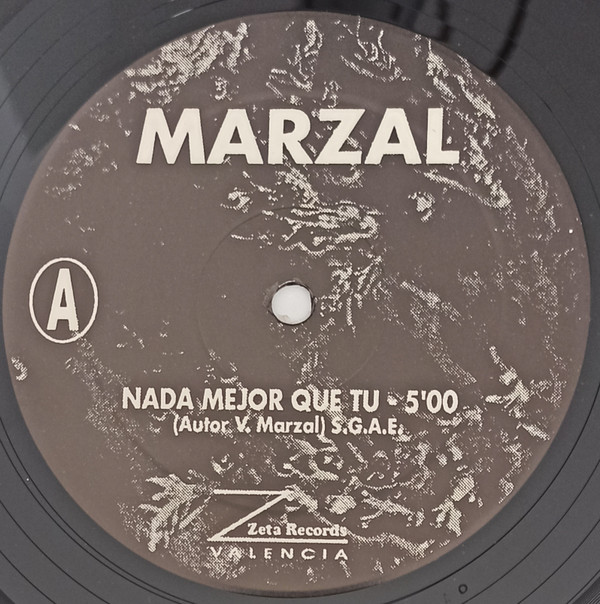 MARZAL
A
NADA MEJOR QUE TU - 5'00
(Autor V. Marzal) S.G.A.E.
Zeta Records
VALENCIA